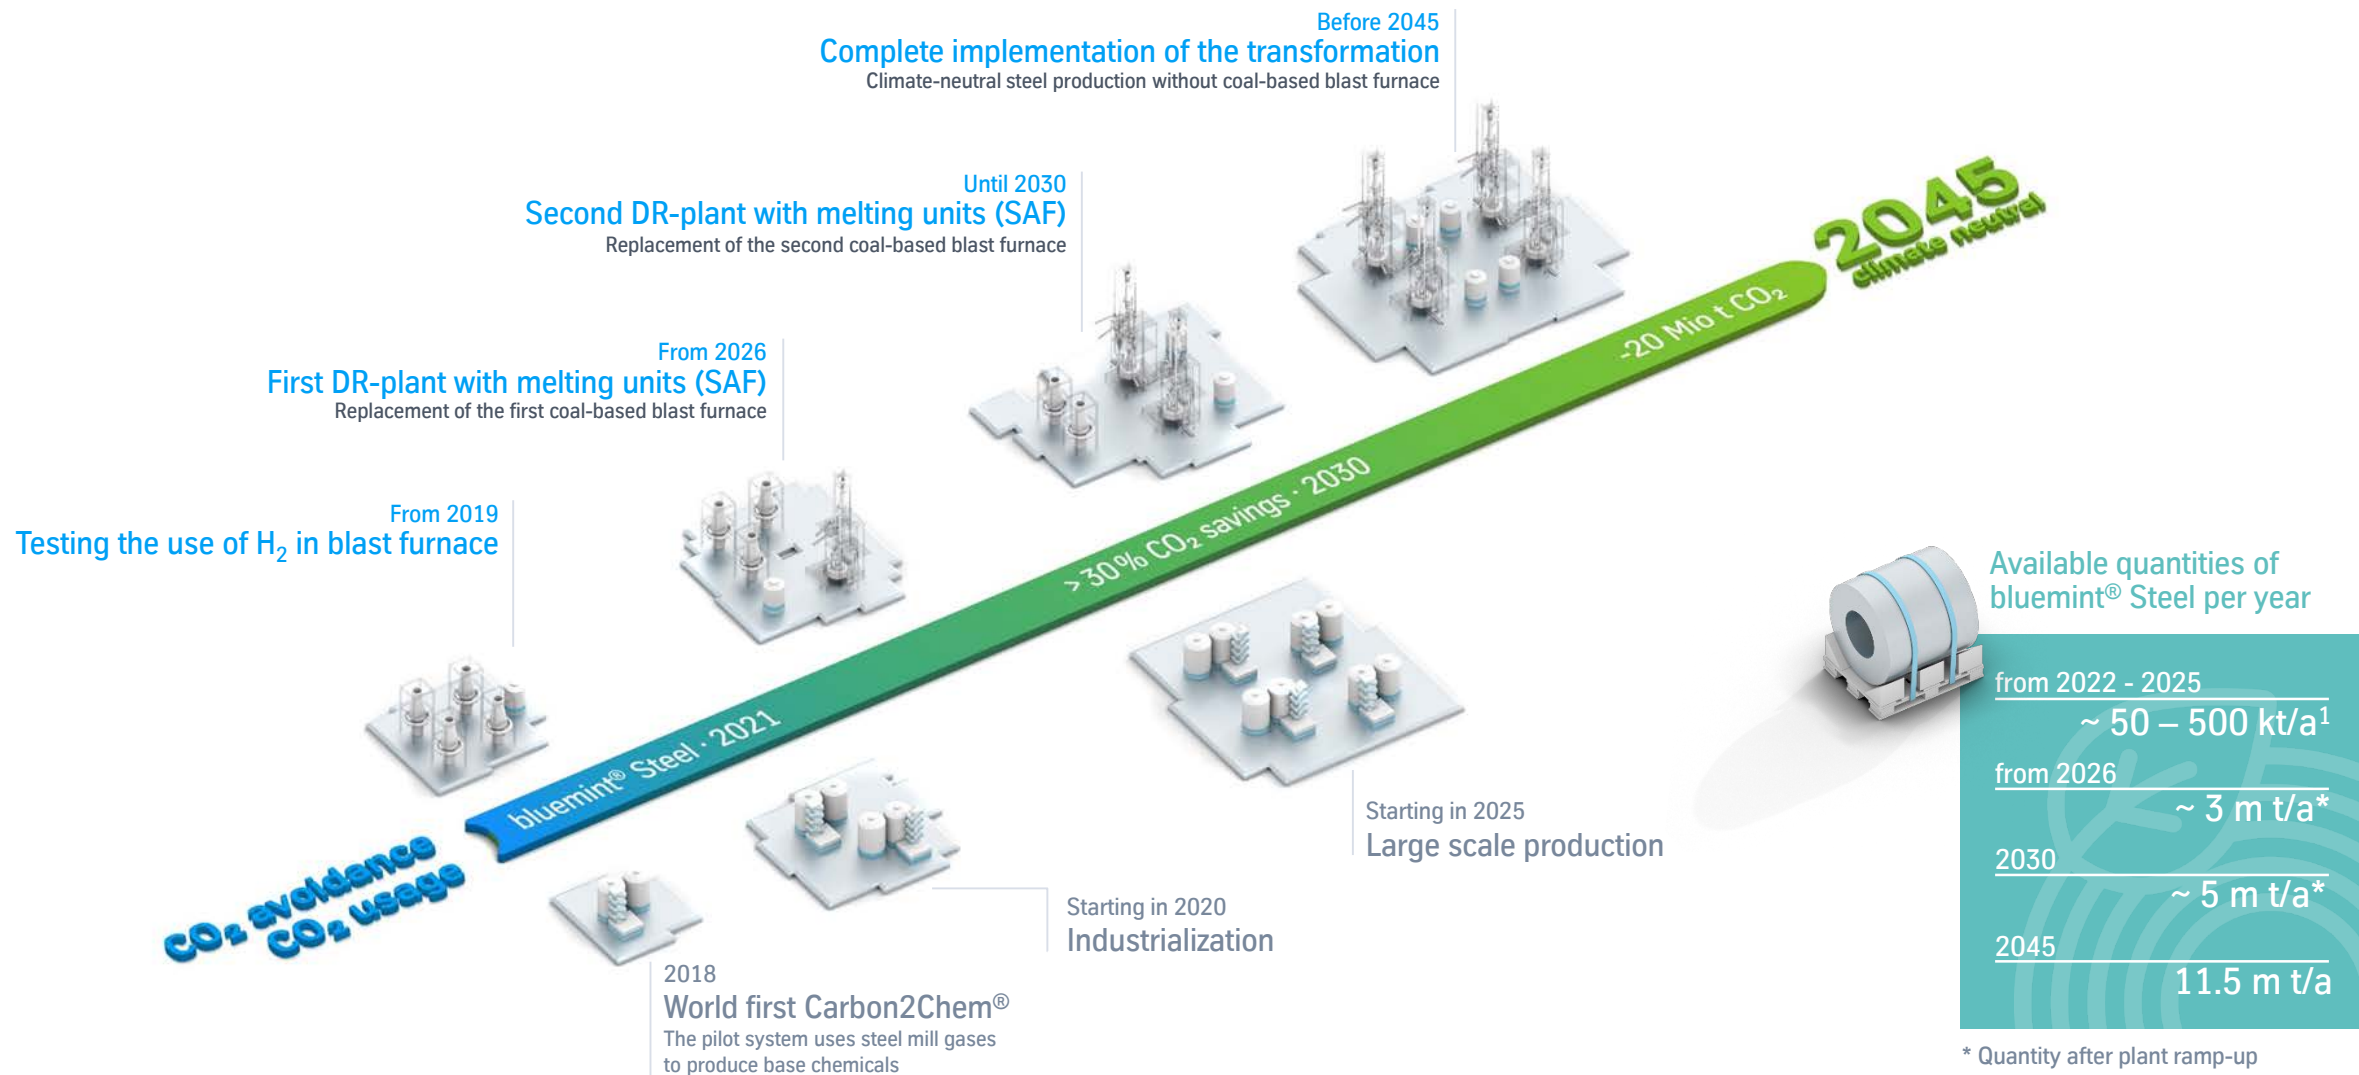 Before 2045
Complete implementation of the transformation
Climate-neutral steel production without coal-based blast furnace
Until 2030
Second DR-plant with melting units (SAF)
Replacement of the second coal-based blast furnace
From 2026
First DR-plant with melting units (SAF)
Replacement of the first coal-based blast furnace
From 2019
Testing the use of H₂ in blast furnace
CO₂ avoidance
CO₂ usage
bluemint® Steel · 2021
> 30% CO₂ savings · 2030
-20 Mio t CO₂
2045
climate neutral
2018
World first Carbon2Chem®
The pilot system uses steel mill gases
to produce base chemicals
Starting in 2020
Industrialization
Starting in 2025
Large scale production
Available quantities of
bluemint® Steel per year
from 2022 - 2025
~ 50 – 500 kt/a¹
from 2026
~ 3 m t/a*
2030
~ 5 m t/a*
2045
11.5 m t/a
* Quantity after plant ramp-up